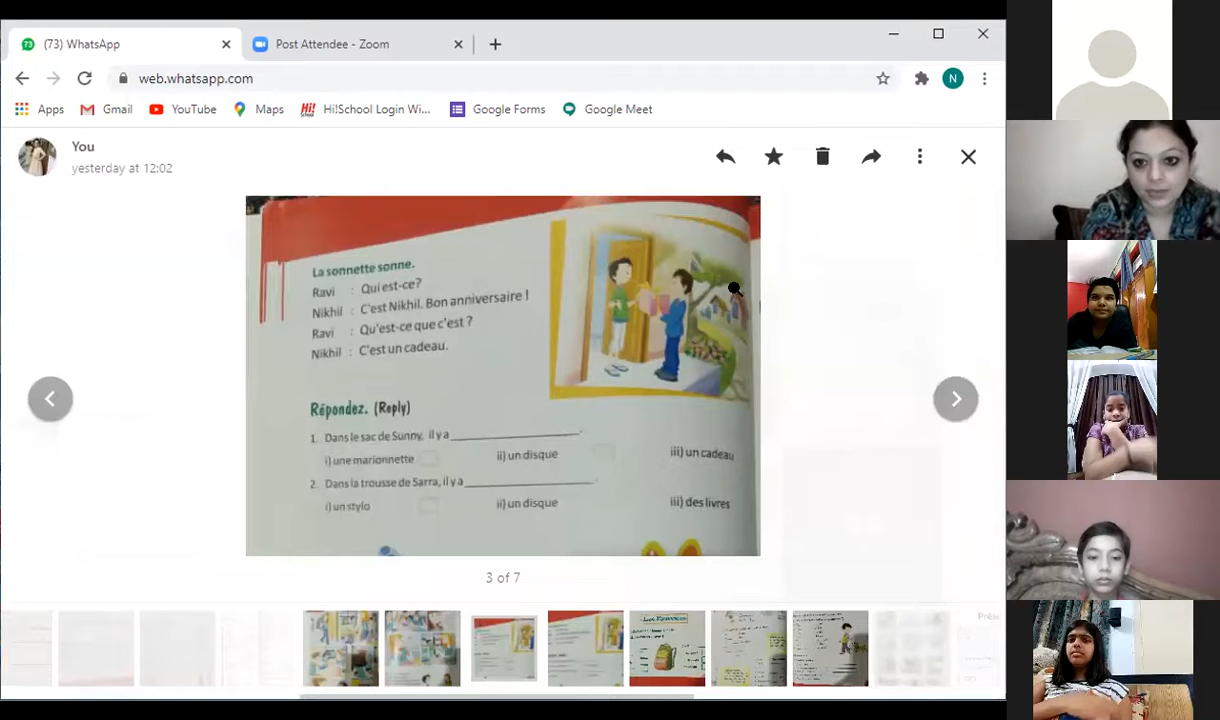 (73) WhatsApp
Post Attendee - Zoom
web.whatsapp.com
N
Apps
Gmail
YouTube
Maps
Hi!School Login Wi...
Google Forms
Google Meet
You
yesterday at 12:02
La sonnette sonne.
Ravi : Qui est-ce?
Nikhil : C'est Nikhil. Bon anniversaire !
Ravi : Qu'est-ce que c'est ?
Nikhil : C'est un cadeau.
Répondez. (Reply)
1. Dans le sac de Sunny, il y a ____________.
i) une marionnette ii) un disque iii) un cadeau
2. Dans la trousse de Sarra, il y a ____________.
i) un stylo ii) un disque iii) des livres
3 of 7